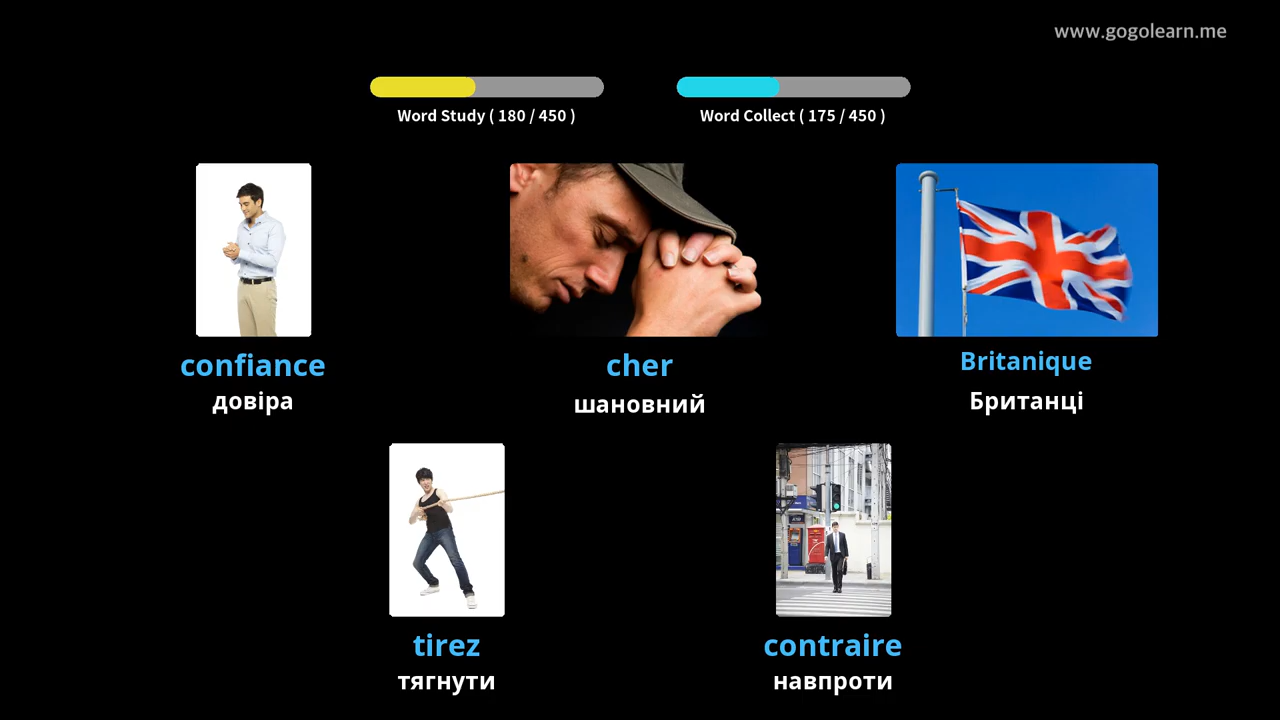 www.gogolearn.me
Word Study ( 180 / 450 )
Word Collect ( 175 / 450 )
confiance
довіра
cher
шановний
Britanique
Британці
tirez
тягнути
contraire
навпроти